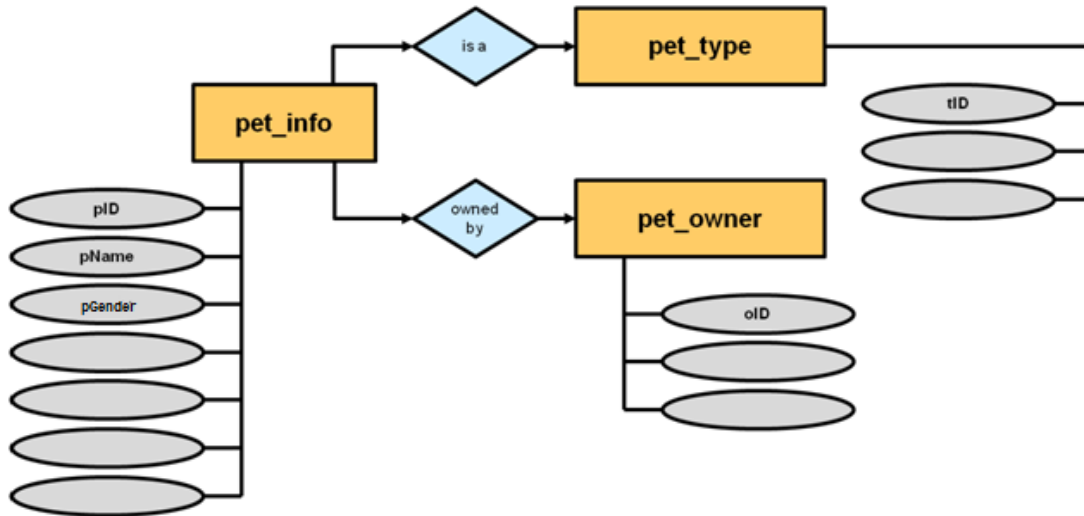 is a
pet_type
pet_info
tID
pID
owned
by
pet_owner
pName
pGender
oID